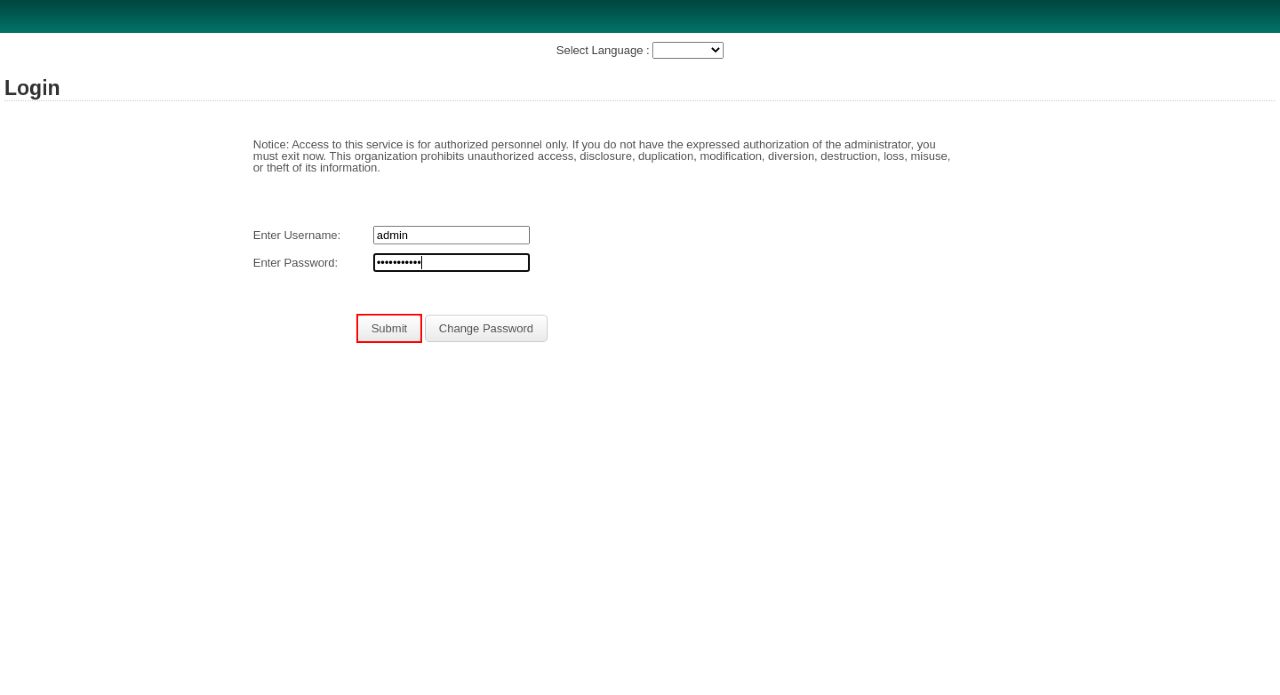 Select Language :
Login
Notice: Access to this service is for authorized personnel only. If you do not have the expressed authorization of the administrator, you
must exit now. This organization prohibits unauthorized access, disclosure, duplication, modification, diversion, destruction, loss, misuse,
or theft of its information.
Enter Username: admin
Enter Password: •••••••••••
Submit Change Password